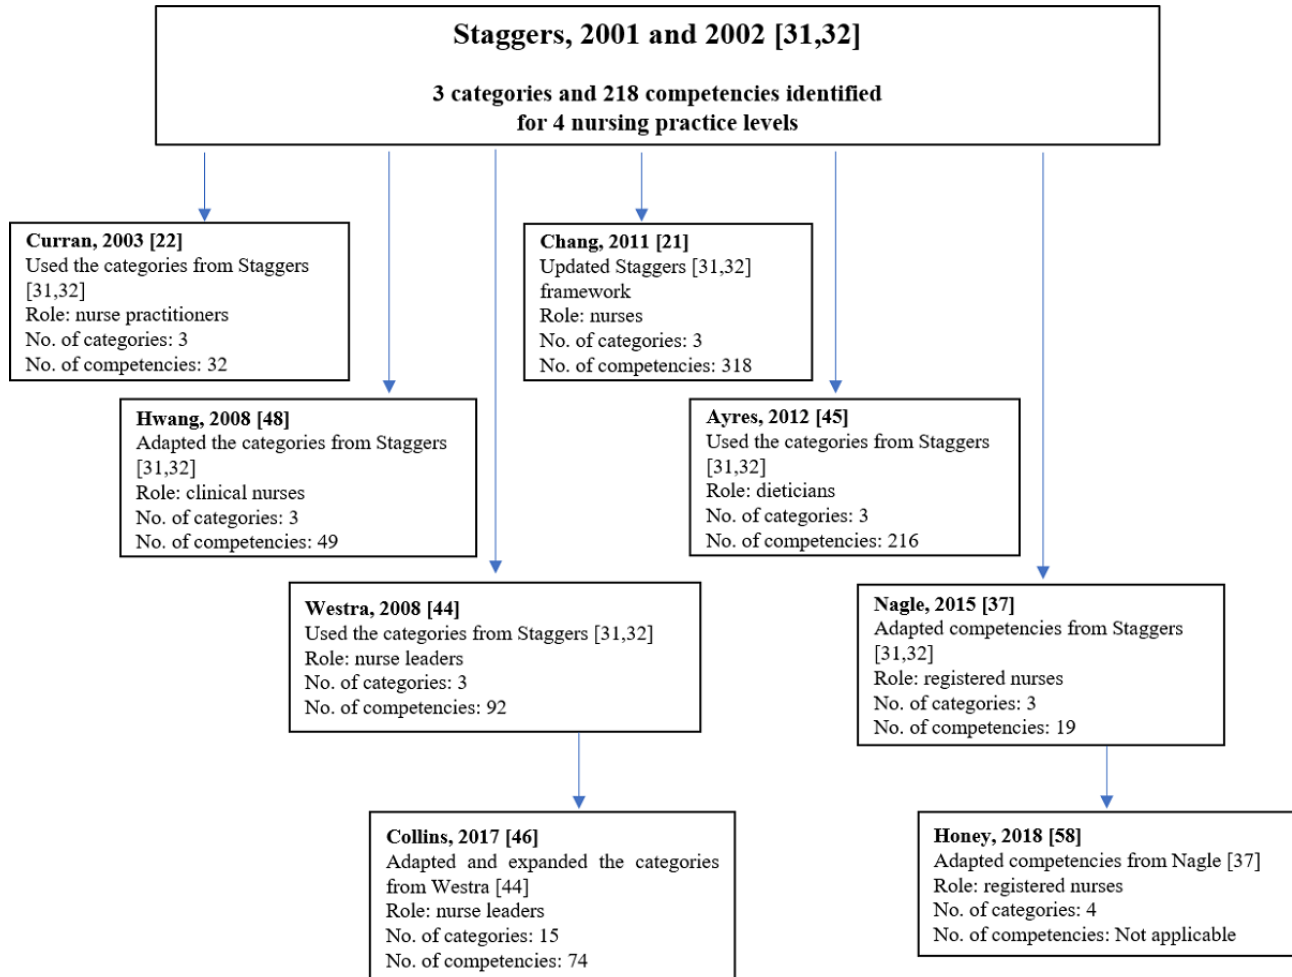 Staggers, 2001 and 2002 [31,32]
3 categories and 218 competencies identified
for 4 nursing practice levels
Curran, 2003 [22]
Used the categories from Staggers
[31,32]
Role: nurse practitioners
No. of categories: 3
No. of competencies: 32
Chang, 2011 [21]
Updated Staggers [31,32]
framework
Role: nurses
No. of categories: 3
No. of competencies: 318
Hwang, 2008 [48]
Adapted the categories from Staggers
[31,32]
Role: clinical nurses
No. of categories: 3
No. of competencies: 49
Ayres, 2012 [45]
Used the categories from Staggers
[31,32]
Role: dieticians
No. of categories: 3
No. of competencies: 216
Westra, 2008 [44]
Used the categories from Staggers [31,32]
Role: nurse leaders
No. of categories: 3
No. of competencies: 92
Nagle, 2015 [37]
Adapted competencies from Staggers
[31,32]
Role: registered nurses
No. of categories: 3
No. of competencies: 19
Collins, 2017 [46]
Adapted and expanded the categories
from Westra [44]
Role: nurse leaders
No. of categories: 15
No. of competencies: 74
Honey, 2018 [58]
Adapted competencies from Nagle [37]
Role: registered nurses
No. of categories: 4
No. of competencies: Not applicable